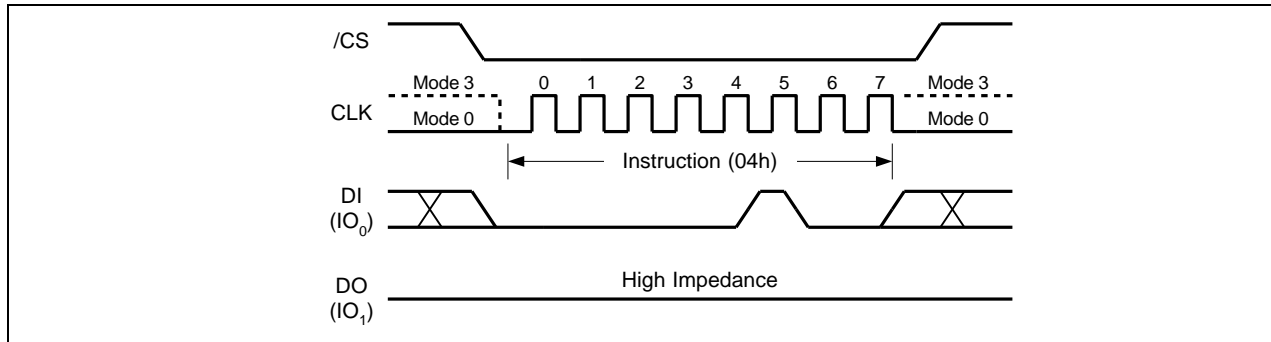 /CS
Mode 3 0 1 2 3 4 5 6 7 Mode 3
CLK
Mode 0 Mode 0
Instruction (04h)
DI
(IO₀)
High Impedance
DO
(IO₁)